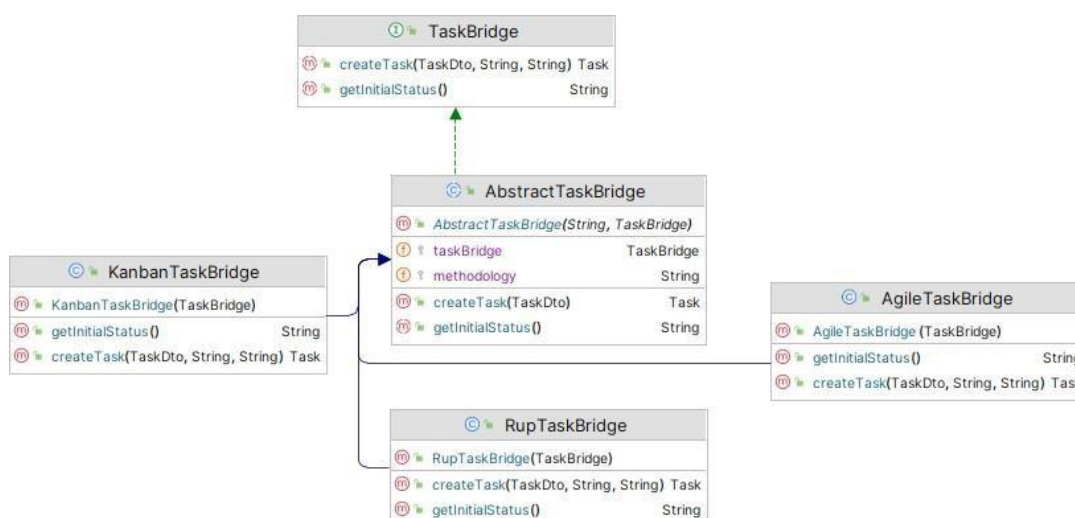 TaskBridge
createTask(TaskDto, String, String) Task
getInitialStatus() String
AbstractTaskBridge
AbstractTaskBridge(String, TaskBridge)
taskBridge TaskBridge
methodology String
createTask(TaskDto) Task
getInitialStatus() String
KanbanTaskBridge
KanbanTaskBridge(TaskBridge)
getInitialStatus() String
createTask(TaskDto, String, String) Task
AgileTaskBridge
AgileTaskBridge (TaskBridge)
getInitialStatus() String
createTask(TaskDto, String, String) Tas
RupTaskBridge
RupTaskBridge(TaskBridge)
createTask(TaskDto, String, String) Task
getInitialStatus() String